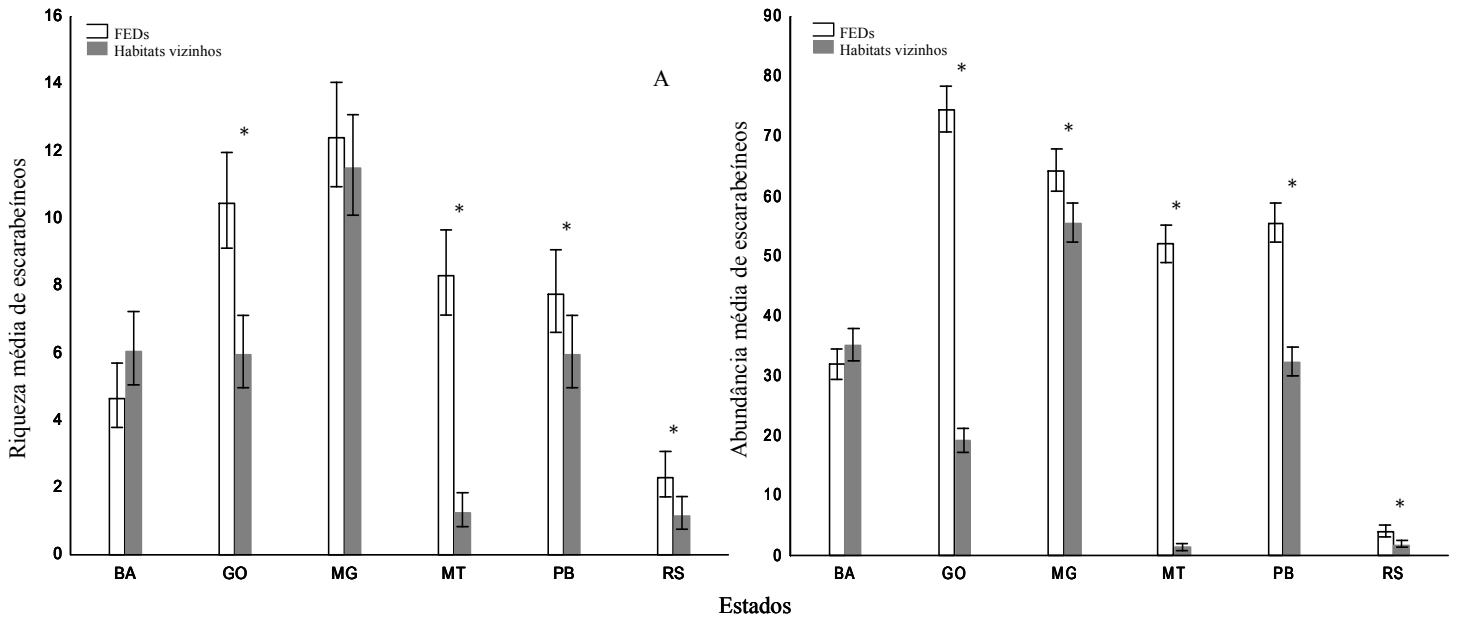 16
14
12
10
8
6
4
2
0
Riqueza média de escarabeíneos
FEDs
Habitats vizinhos
A
*
*
*
*
BA GO MG MT PB RS
90
80
70
60
50
40
30
20
10
0
Abundância média de escarabeíneos
FEDs
Habitats vizinhos
*
*
*
*
*
BA GO MG MT PB RS
Estados